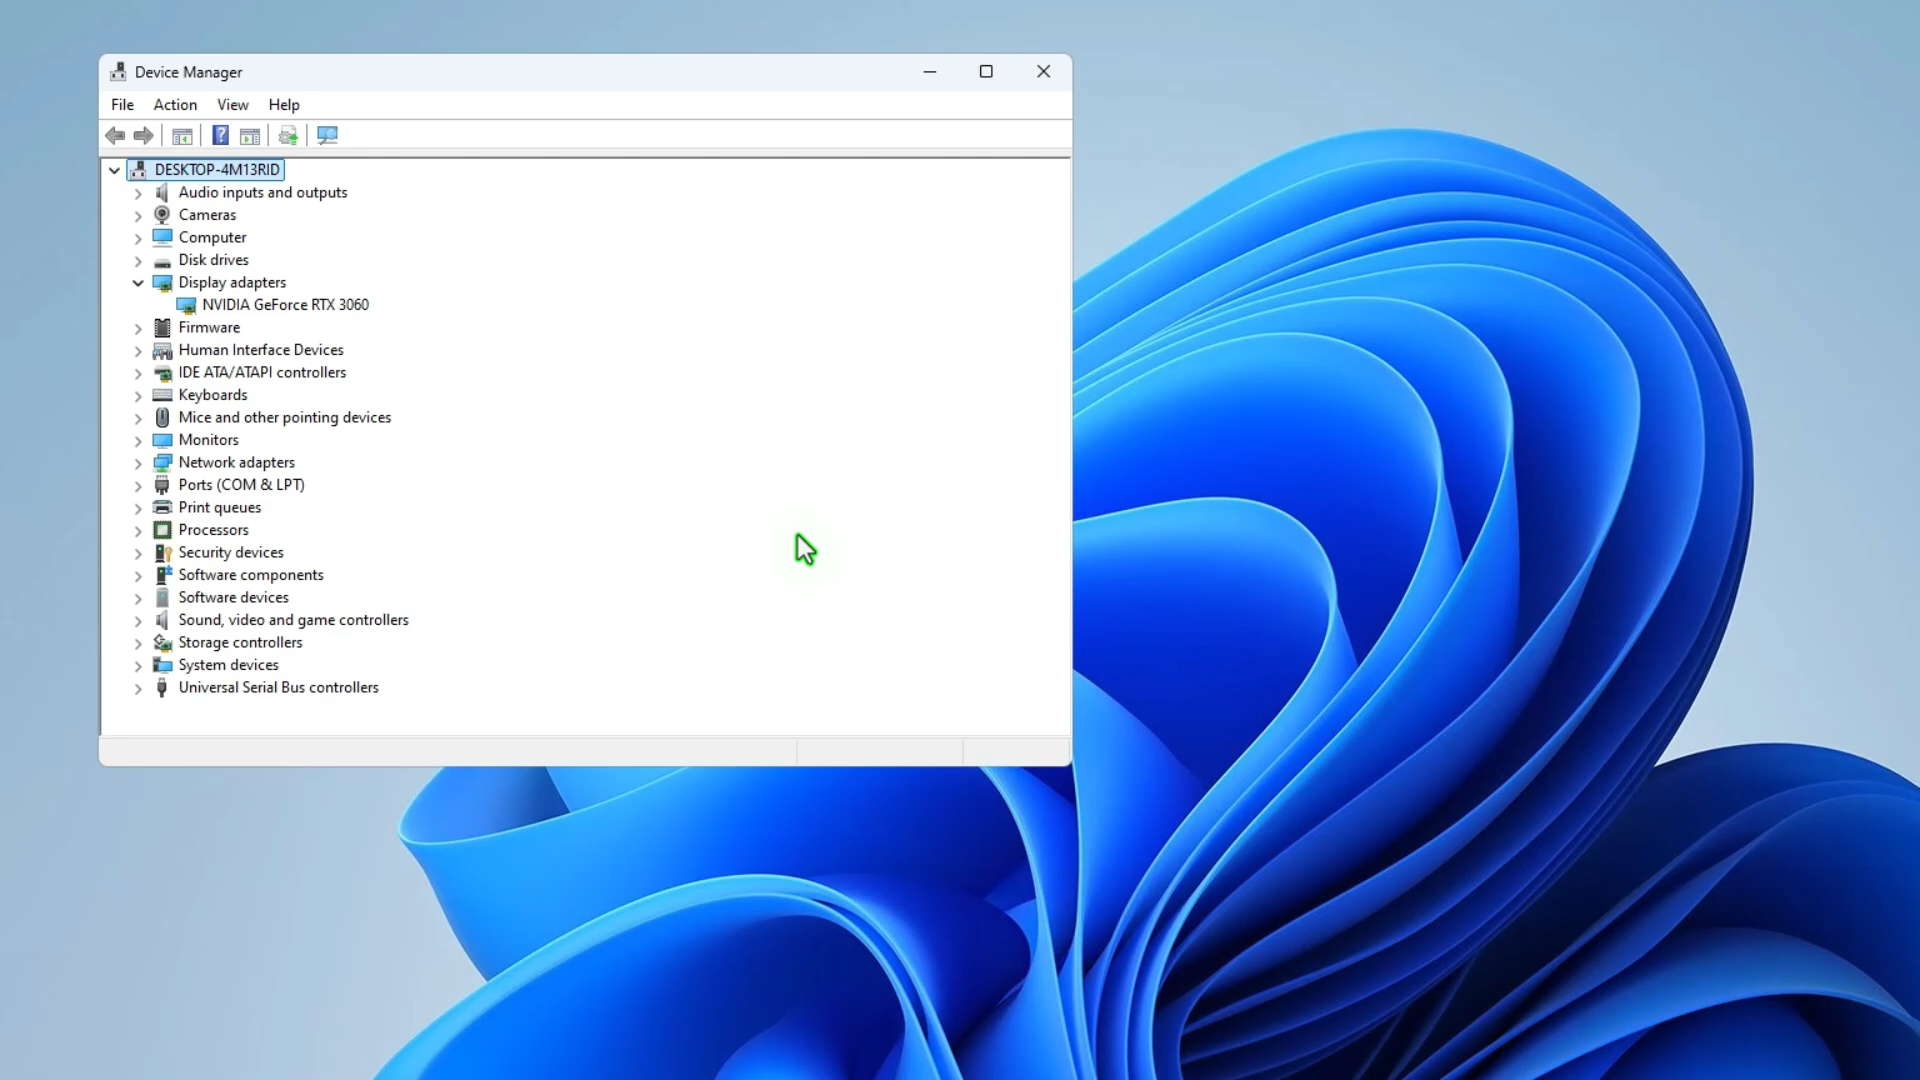 Device Manager
File Action View Help
DESKTOP-4M13RID
Audio inputs and outputs
Cameras
Computer
Disk drives
Display adapters
NVIDIA GeForce RTX 3060
Firmware
Human Interface Devices
IDE ATA/ATAPI controllers
Keyboards
Mice and other pointing devices
Monitors
Network adapters
Ports (COM & LPT)
Print queues
Processors
Security devices
Software components
Software devices
Sound, video and game controllers
Storage controllers
System devices
Universal Serial Bus controllers